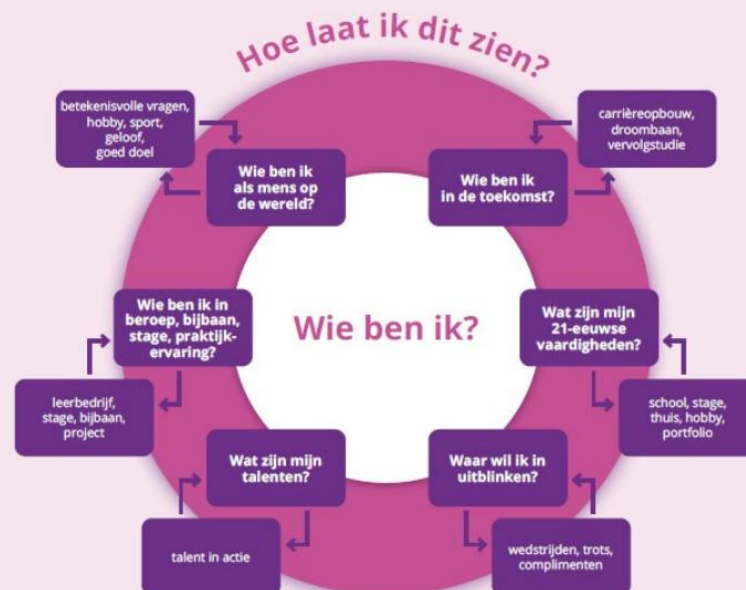 Hoe laat ik dit zien?
betekenisvolle vragen,
hobby, sport,
geloof,
goed doel
Wie ben ik
als mens op
de wereld?
carrièreopbouw,
droombaan,
vervolgstudie
Wie ben ik
in de toekomst?
Wie ben ik in
beroep, bijbaan,
stage, praktijk-
ervaring?
Wie ben ik?
Wat zijn mijn
21-eeuwse
vaardigheden?
leerbedrijf,
stage, bijbaan,
project
school, stage,
thuis, hobby,
portfolio
Wat zijn mijn
talenten?
Waar wil ik in
uitblinken?
talent in actie
wedstrijden, trots,
complimenten